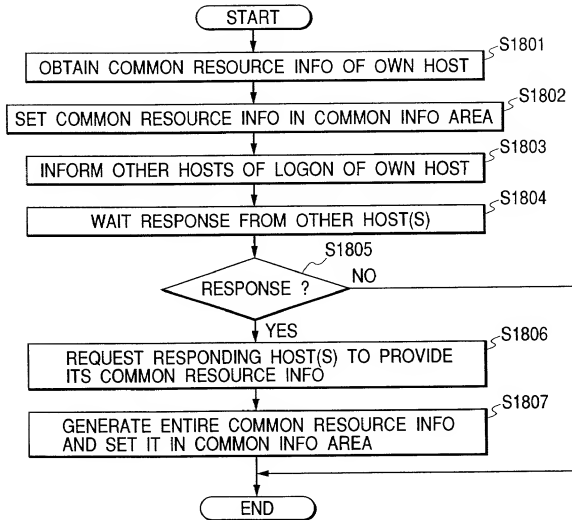 START
S1801
OBTAIN COMMON RESOURCE INFO OF OWN HOST
S1802
SET COMMON RESOURCE INFO IN COMMON INFO AREA
S1803
INFORM OTHER HOSTS OF LOGON OF OWN HOST
S1804
WAIT RESPONSE FROM OTHER HOST(S)
S1805
RESPONSE ?
NO
YES
S1806
REQUEST RESPONDING HOST(S) TO PROVIDE
ITS COMMON RESOURCE INFO
S1807
GENERATE ENTIRE COMMON RESOURCE INFO
AND SET IT IN COMMON INFO AREA
END